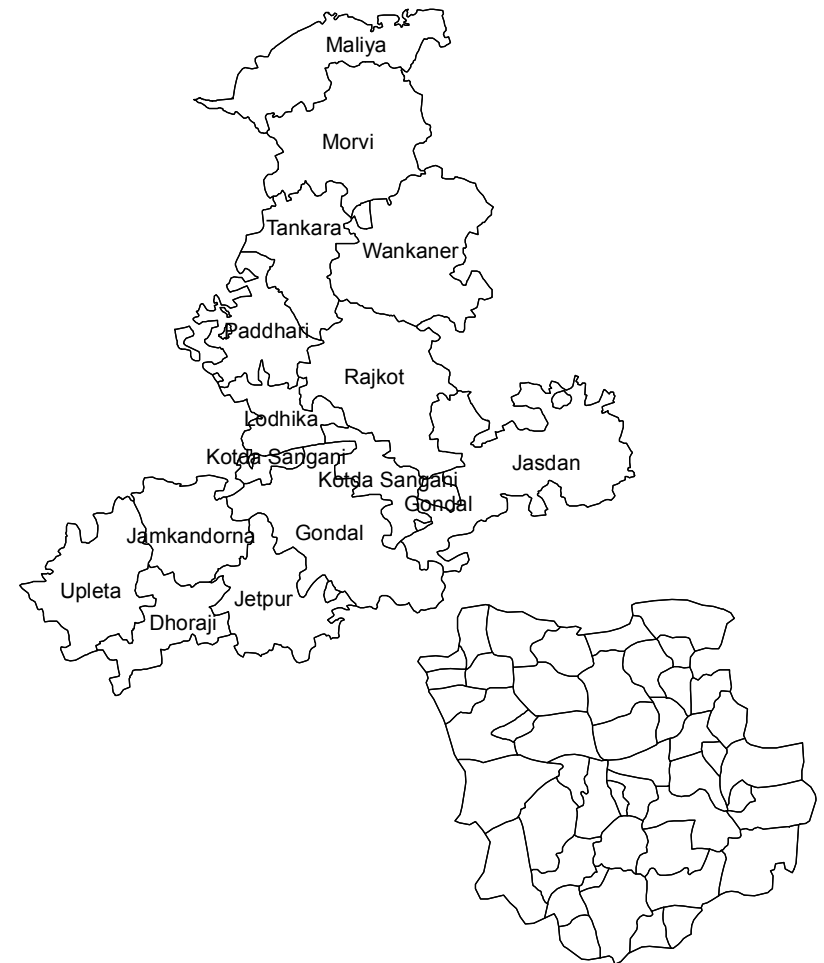 Maliya
Morvi
Tankara
Wankaner
Paddhari
Rajkot
Lodhika
Kotda Sangani
Jasdan
Kotda Sangani
Gondal
Gondal
Jamkandorna
Upleta
Jetpur
Dhoraji